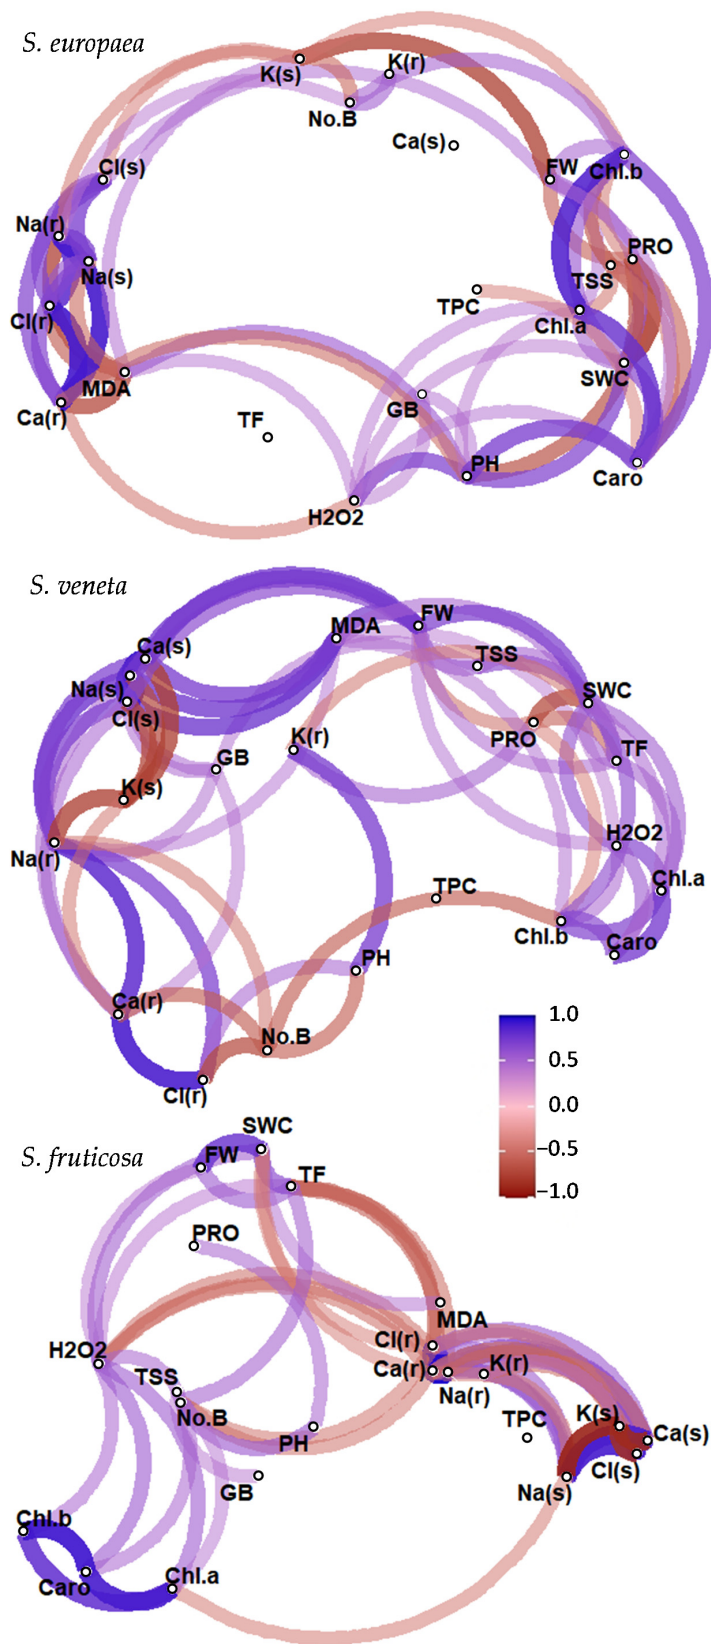 S. europaea
K(s)
K(r)
No.B
Ca(s)
Cl(s)
FW
Chl.b
Na(r)
PRO
Na(s)
TSS
Cl(r)
TPC
Chl.a
MDA
SWC
Ca(r)
GB
TF
PH
Caro
H2O2
S. veneta
FW
MDA
Ca(s)
TSS
Na(s)
SWC
Cl(s)
PRO
K(r)
TF
GB
K(s)
H2O2
Na(r)
Chl.a
TPC
Chl.b
Caro
PH
Ca(r)
1.0
No.B
0.5
Cl(r)
0.0
SWC
−0.5
S. fruticosa
FW
TF
−1.0
PRO
MDA
Cl(r)
H2O2
Ca(r)
K(r)
TSS
Na(r)
No.B
TPC
K(s)
Ca(s)
PH
Cl(s)
GB
Na(s)
Chl.b
Caro
Chl.a